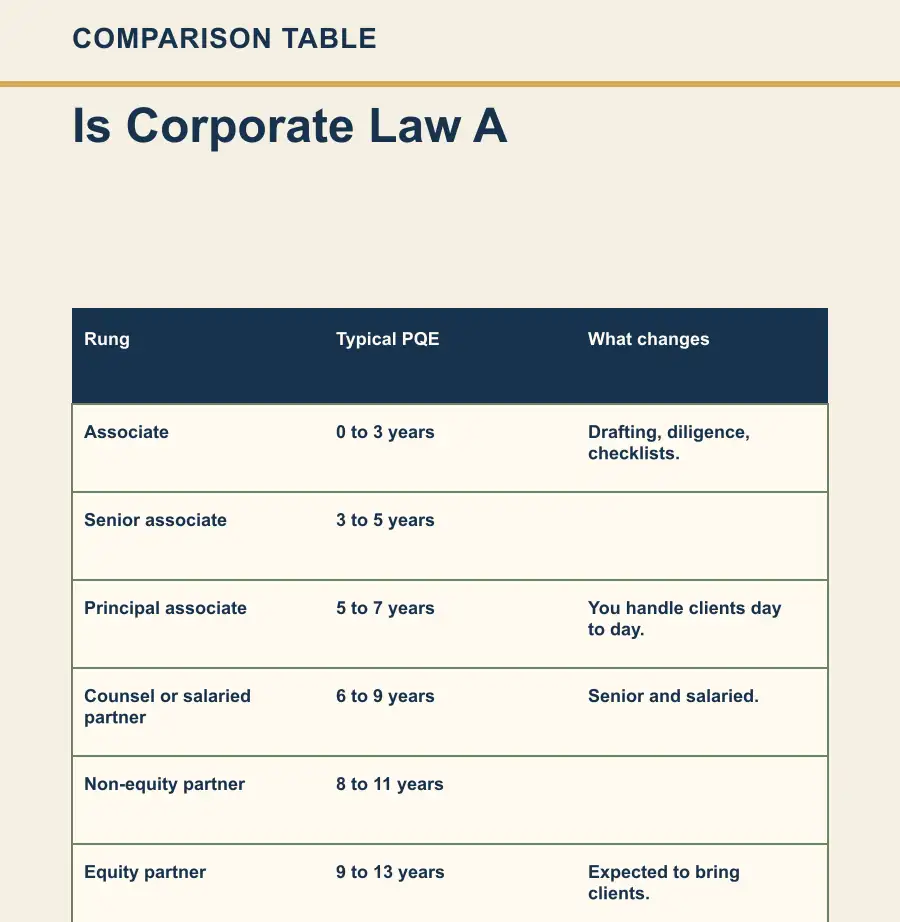 COMPARISON TABLE
Is Corporate Law A
Rung Typical PQE What changes
Associate 0 to 3 years Drafting, diligence,
checklists.
Senior associate 3 to 5 years
Principal associate 5 to 7 years You handle clients day
to day.
Counsel or salaried 6 to 9 years Senior and salaried.
partner
Non-equity partner 8 to 11 years
Equity partner 9 to 13 years Expected to bring
clients.